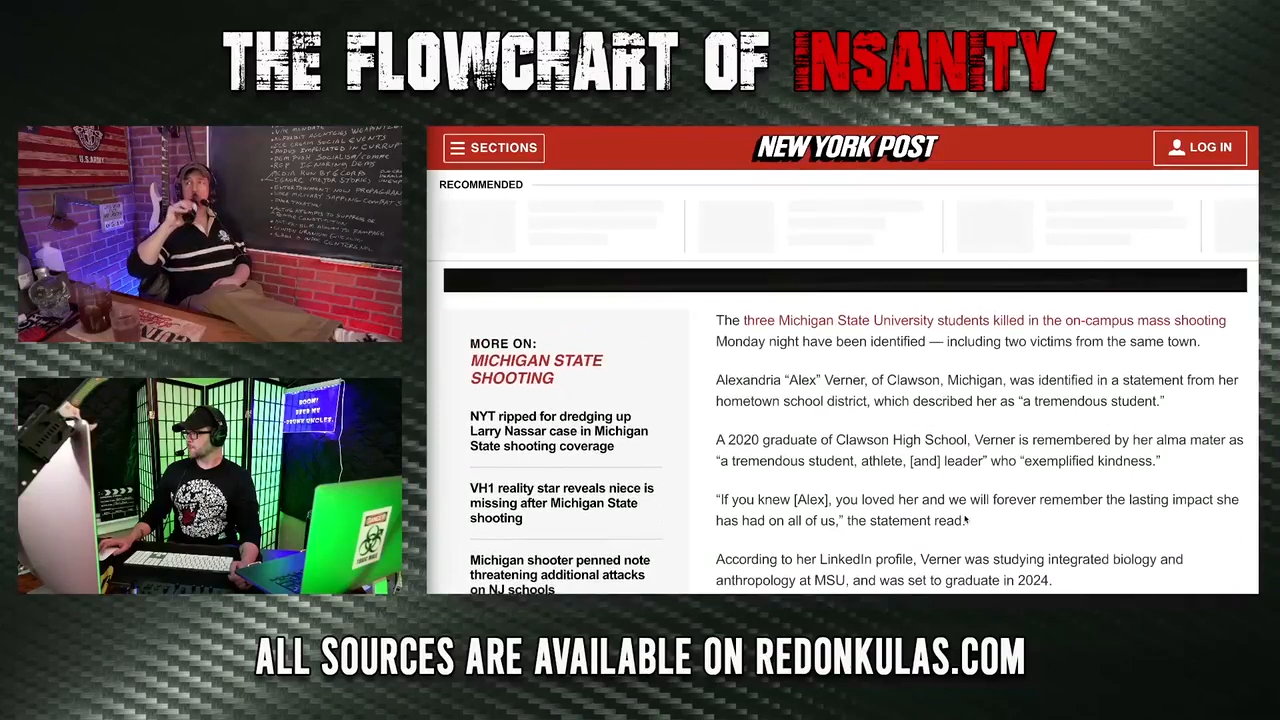 THE FLOWCHART OF INSANITY
U.S. ARMY
SECTIONS
NEW YORK POST
LOG IN
RECOMMENDED
MORE ON:
MICHIGAN STATE
SHOOTING
NYT ripped for dredging up
Larry Nassar case in Michigan
State shooting coverage
VH1 reality star reveals niece is
missing after Michigan State
shooting
Michigan shooter penned note
threatening additional attacks
on NJ schools
The three Michigan State University students killed in the on-campus mass shooting
Monday night have been identified — including two victims from the same town.
Alexandria “Alex” Verner, of Clawson, Michigan, was identified in a statement from her
hometown school district, which described her as “a tremendous student.”
A 2020 graduate of Clawson High School, Verner is remembered by her alma mater as
“a tremendous student, athlete, [and] leader” who “exemplified kindness.”
“If you knew [Alex], you loved her and we will forever remember the lasting impact she
has had on all of us,” the statement read.
According to her LinkedIn profile, Verner was studying integrated biology and
anthropology at MSU, and was set to graduate in 2024.
ALL SOURCES ARE AVAILABLE ON REDONKULAS.COM